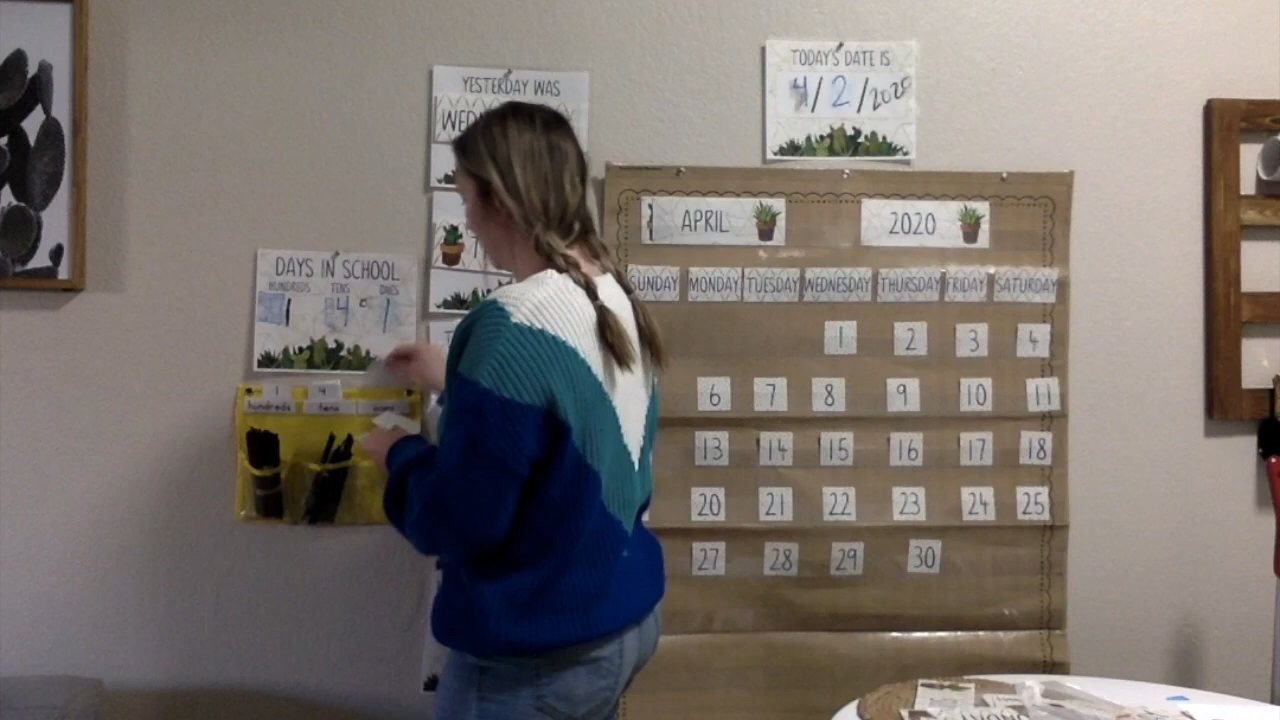 TODAY'S DATE IS
4/2/2020
YESTERDAY WAS
APRIL 2020
SUNDAY MONDAY TUESDAY WEDNESDAY THURSDAY FRIDAY SATURDAY
DAYS IN SCHOOL
HUNDREDS TENS ONES
1 4 1
1 2 3 4
1 4
hundreds tens
6 7 8 9 10 11
13 14 15 16 17 18
20 21 22 23 24 25
27 28 29 30